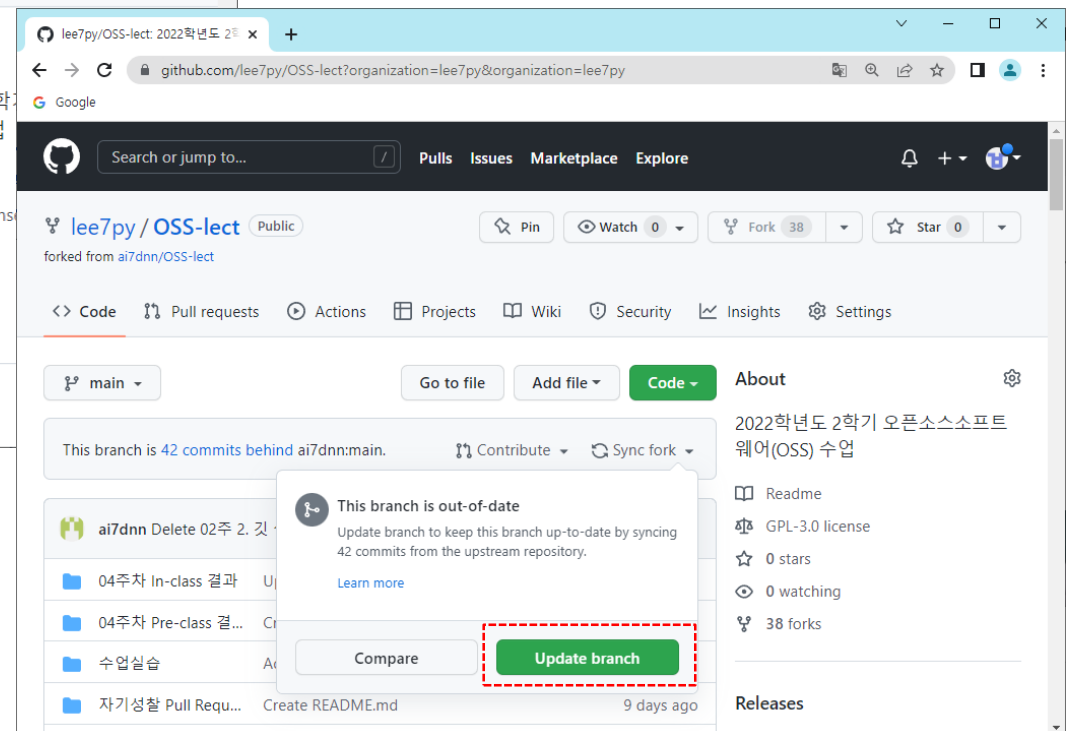 lee7py/OSS-lect: 2022학년도 2학
github.com/lee7py/OSS-lect?organization=lee7py&organization=lee7py
Google
Search or jump to...
/
Pulls
Issues
Marketplace
Explore
lee7py / OSS-lect
Public
Pin
Watch 0
Fork 38
Star 0
forked from ai7dnn/OSS-lect
Code
Pull requests
Actions
Projects
Wiki
Security
Insights
Settings
main
Go to file
Add file
Code
About
2022학년도 2학기 오픈소스소프트
웨어(OSS) 수업
This branch is 42 commits behind ai7dnn:main.
Contribute
Sync fork
This branch is out-of-date
Update branch to keep this branch up-to-date by syncing
42 commits from the upstream repository.
Learn more
Compare
Update branch
ai7dnn Delete 02주 2. 깃
04주차 In-class 결과
04주차 Pre-class 결...
수업실습
자기성찰 Pull Requ...
Create README.md
9 days ago
Readme
GPL-3.0 license
0 stars
0 watching
38 forks
Releases